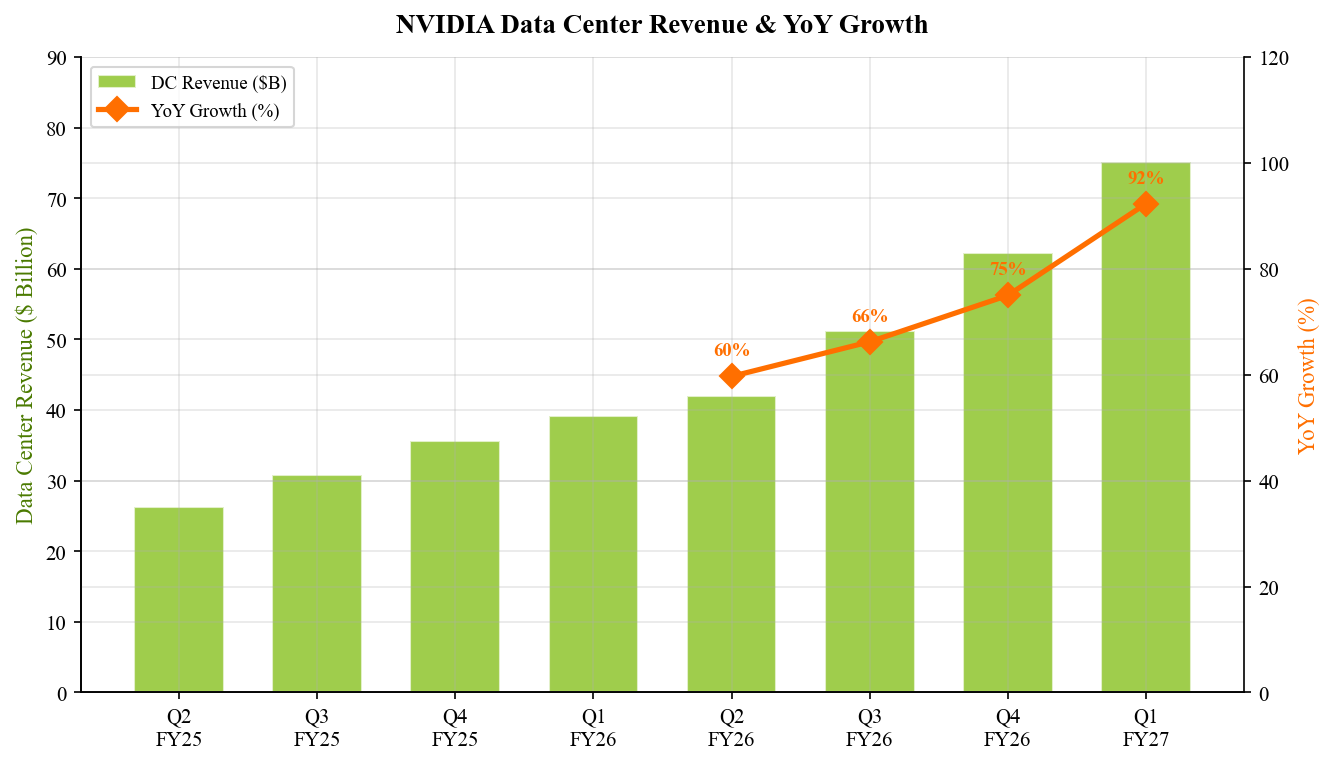 NVIDIA Data Center Revenue & YoY Growth
DC Revenue ($B)
YoY Growth (%)
Data Center Revenue ($ Billion)
90
80
70
60
50
40
30
20
10
0
60%
66%
75%
92%
120
100
80
60
40
20
0
YoY Growth (%)
Q2
FY25
Q3
FY25
Q4
FY25
Q1
FY26
Q2
FY26
Q3
FY26
Q4
FY26
Q1
FY27